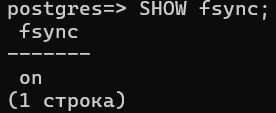 postgres=> SHOW fsync;
 fsync
-------
 on
(1 строка)